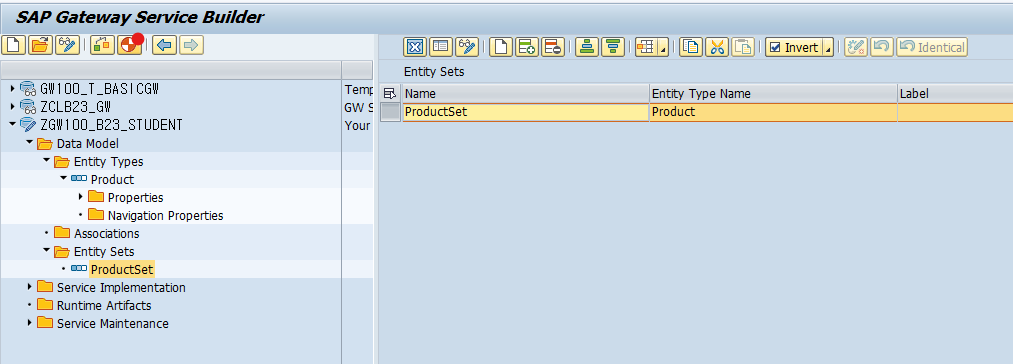 SAP Gateway Service Builder
Invert
Identical
Entity Sets
Name Entity Type Name Label
ProductSet Product
GW100_T_BASICGW Temp
ZCLB23_GW GW S
ZGW100_B23_STUDENT Your
Data Model
Entity Types
Product
Properties
Navigation Properties
Associations
Entity Sets
ProductSet
Service Implementation
Runtime Artifacts
Service Maintenance